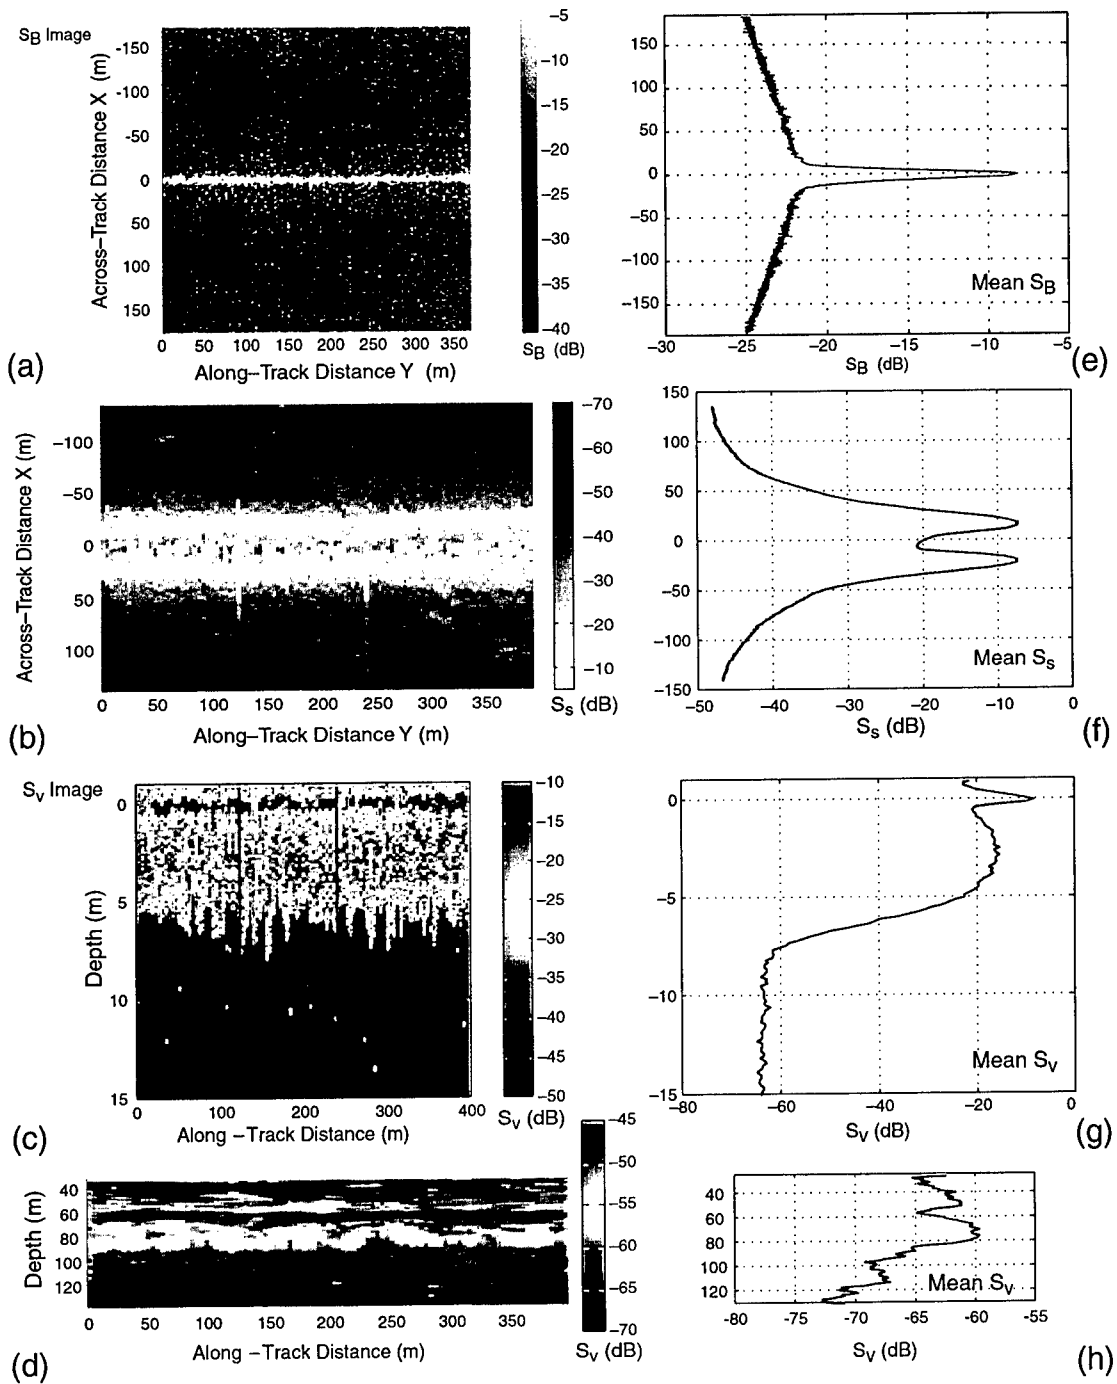 S_B Image
Across-Track Distance X (m)
-150
-100
-50
0
50
100
150
0 50 100 150 200 250 300 350
Along-Track Distance Y (m)
-5
-10
-15
-20
-25
-30
-35
-40
S_B (dB)
(a)
150
100
50
0
-50
-100
-150
Mean S_B
-30 -25 -20 -15 -10 -5
S_B (dB)
(e)
Across-Track Distance X (m)
-100
-50
0
50
100
0 50 100 150 200 250 300 350
Along-Track Distance Y (m)
-70
-60
-50
-40
-30
-20
-10
S_s (dB)
(b)
150
100
50
0
-50
-100
-150
Mean S_s
-50 -40 -30 -20 -10 0
S_s (dB)
(f)
S_v Image
Depth (m)
0
5
10
15
0 100 200 300 400
Along -Track Distance (m)
-10
-15
-20
-25
-30
-35
-40
-45
-50
S_v (dB)
(c)
0
-5
-10
-15
Mean S_v
-80 -60 -40 -20 0
S_v (dB)
(g)
Depth (m)
40
60
80
100
120
0 50 100 150 200 250 300 350
Along -Track Distance (m)
-45
-50
-55
-60
-65
-70
S_v (dB)
(d)
40
60
80
100
120
Mean S_v
-80 -75 -70 -65 -60 -55
S_v (dB)
(h)